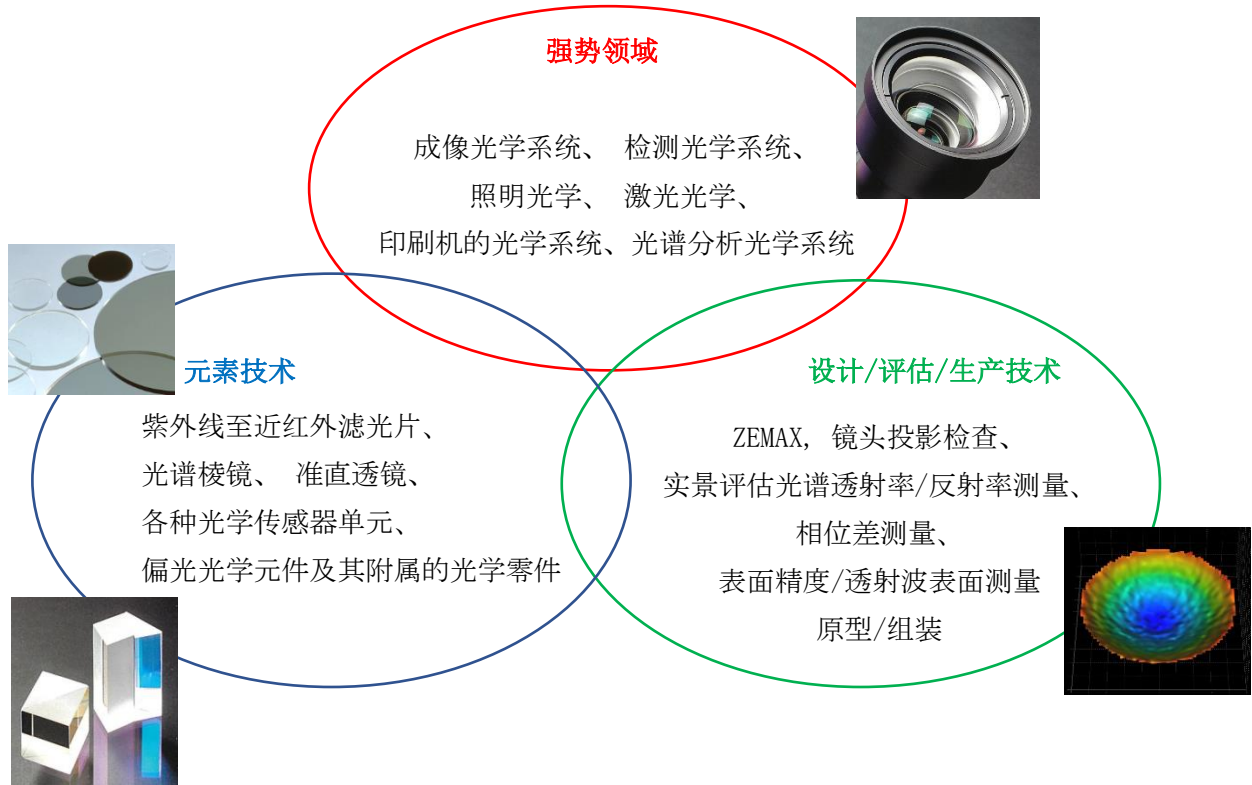 强势领域
成像光学系统、 检测光学系统、
照明光学、 激光光学、
印刷机的光学系统、光谱分析光学系统
元素技术
紫外线至近红外滤光片、
光谱棱镜、 准直透镜、
各种光学传感器单元、
偏光光学元件及其附属的光学零件
设计/评估/生产技术
ZEMAX, 镜头投影检查、
实景评估光谱透射率/反射率测量、
相位差测量、
表面精度/透射波表面测量
原型/组装